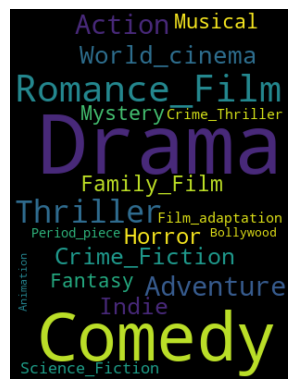 Action Musical
World_cinema
Romance_Film
Mystery Crime_Thriller
Drama
Family_Film
Thriller Film_adaptation
Period_piece Horror Bollywood
Crime_Fiction
Animation
Fantasy Adventure
Indie
Comedy
Science_Fiction